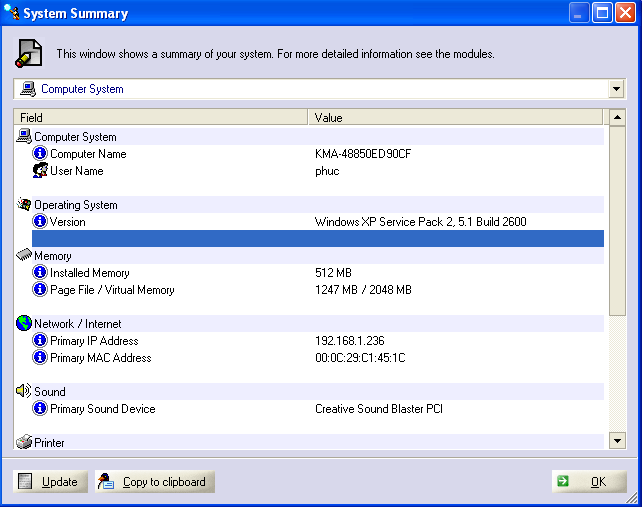 System Summary
This window shows a summary of your system. For more detailed information see the modules.
Computer System
Field Value
Computer System
Computer Name KMA-48850ED90CF
User Name phuc
Operating System
Version Windows XP Service Pack 2, 5.1 Build 2600
Memory
Installed Memory 512 MB
Page File / Virtual Memory 1247 MB / 2048 MB
Network / Internet
Primary IP Address 192.168.1.236
Primary MAC Address 00:0C:29:C1:45:1C
Sound
Primary Sound Device Creative Sound Blaster PCI
Printer
Update Copy to clipboard OK